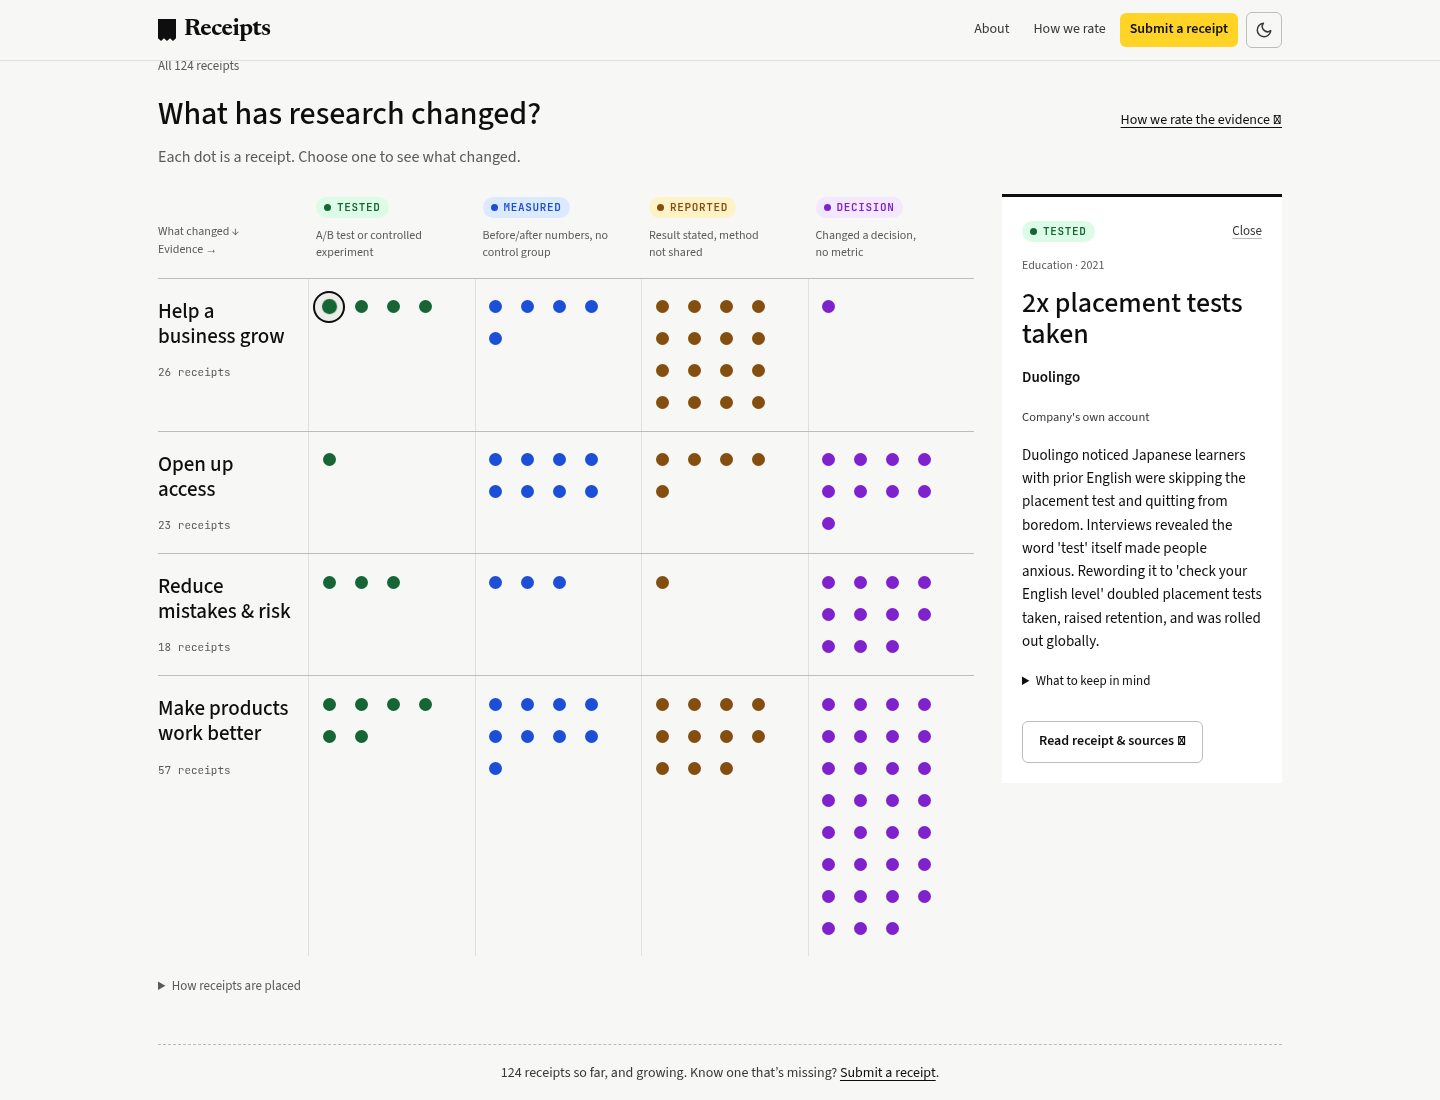 Receipts
About
How we rate
Submit a receipt
All 124 receipts
What has research changed?
How we rate the evidence
Each dot is a receipt. Choose one to see what changed.
What changed ↓
Evidence →
TESTED
A/B test or controlled
experiment
MEASURED
Before/after numbers, no
control group
REPORTED
Result stated, method
not shared
DECISION
Changed a decision,
no metric
Help a
business grow
26 receipts
Open up
access
23 receipts
Reduce
mistakes & risk
18 receipts
Make products
work better
57 receipts
TESTED
Close
Education · 2021
2x placement tests
taken
Duolingo
Company's own account
Duolingo noticed Japanese learners
with prior English were skipping the
placement test and quitting from
boredom. Interviews revealed the
word 'test' itself made people
anxious. Rewording it to 'check your
English level' doubled placement tests
taken, raised retention, and was rolled
out globally.
What to keep in mind
Read receipt & sources
How receipts are placed
124 receipts so far, and growing. Know one that’s missing? Submit a receipt.